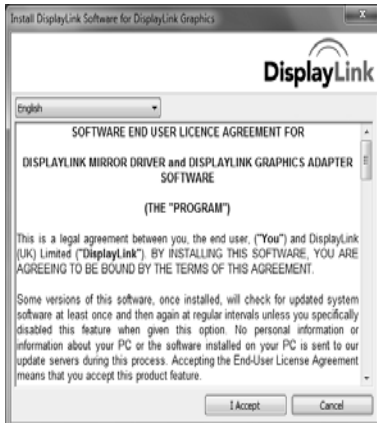 Install DisplayLink Software for DisplayLink Graphics
DisplayLink
English
SOFTWARE END USER LICENCE AGREEMENT FOR
DISPLAYLINK MIRROR DRIVER and DISPLAYLINK GRAPHICS ADAPTER
SOFTWARE
(THE "PROGRAM")
This is a legal agreement between you, the end user, ("You") and DisplayLink
(UK) Limited ("DisplayLink"). BY INSTALLING THIS SOFTWARE, YOU ARE
AGREEING TO BE BOUND BY THE TERMS OF THIS AGREEMENT.
Some versions of this software, once installed, will check for updated system
software at least once and then again at regular intervals unless you specifically
disabled this feature when given this option. No personal information or
information about your PC or the software installed on your PC is sent to our
update servers during this process. Accepting the End-User License Agreement
means that you accept this product feature.
I Accept
Cancel